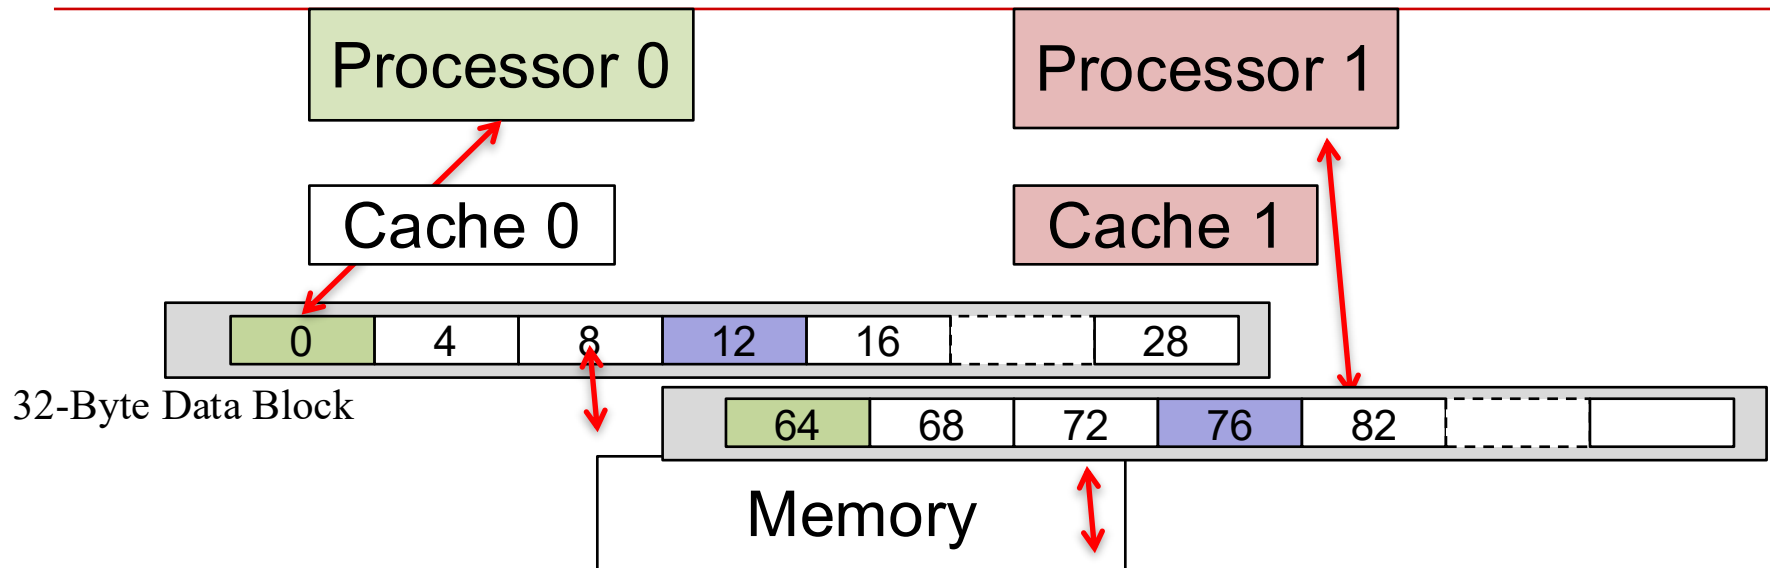 Processor 0
Processor 1
Cache 0
Cache 1
0 4 8 12 16 28
32-Byte Data Block
64 68 72 76 82
Memory